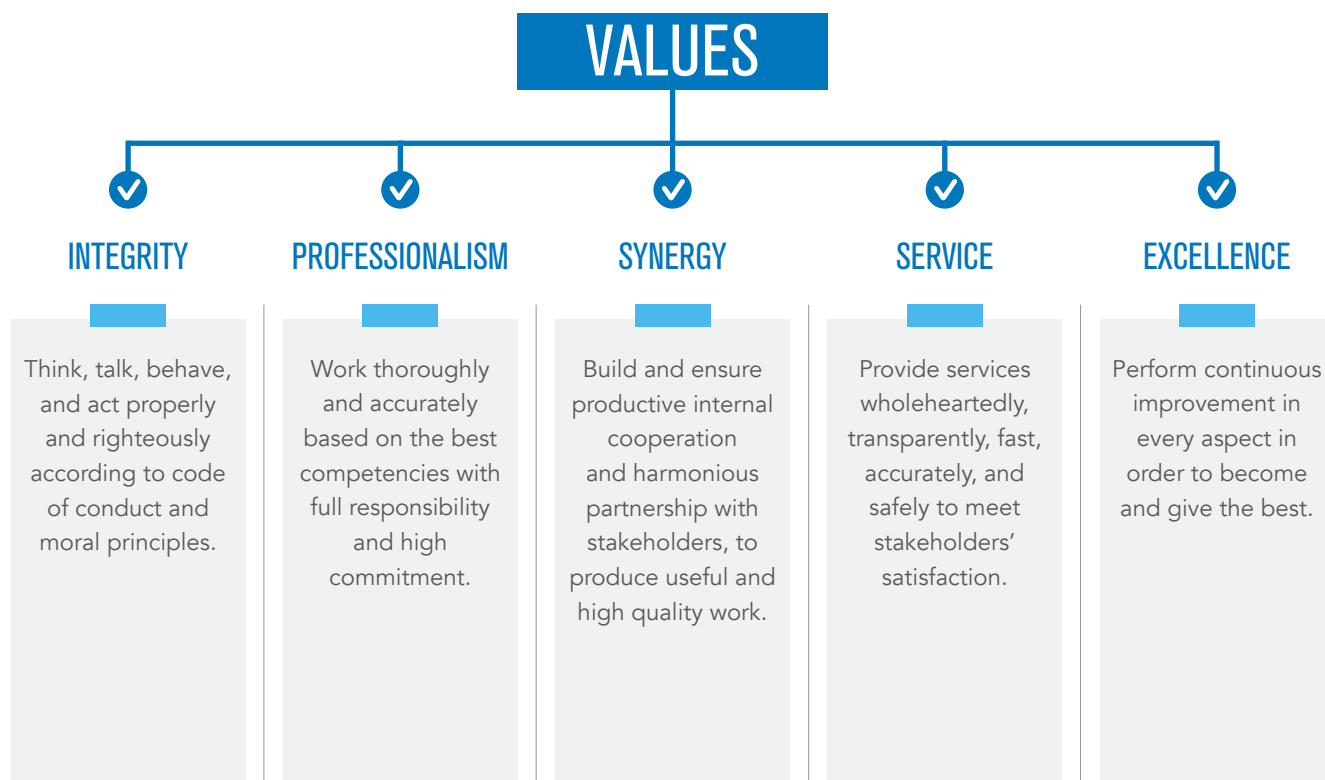 VALUES
INTEGRITY
Think, talk, behave,
and act properly
and righteously
according to code
of conduct and
moral principles.
PROFESSIONALISM
Work thoroughly
and accurately
based on the best
competencies with
full responsibility
and high
commitment.
SYNERGY
Build and ensure
productive internal
cooperation
and harmonious
partnership with
stakeholders, to
produce useful and
high quality work.
SERVICE
Provide services
wholeheartedly,
transparently, fast,
accurately, and
safely to meet
stakeholders’
satisfaction.
EXCELLENCE
Perform continuous
improvement in
every aspect in
order to become
and give the best.